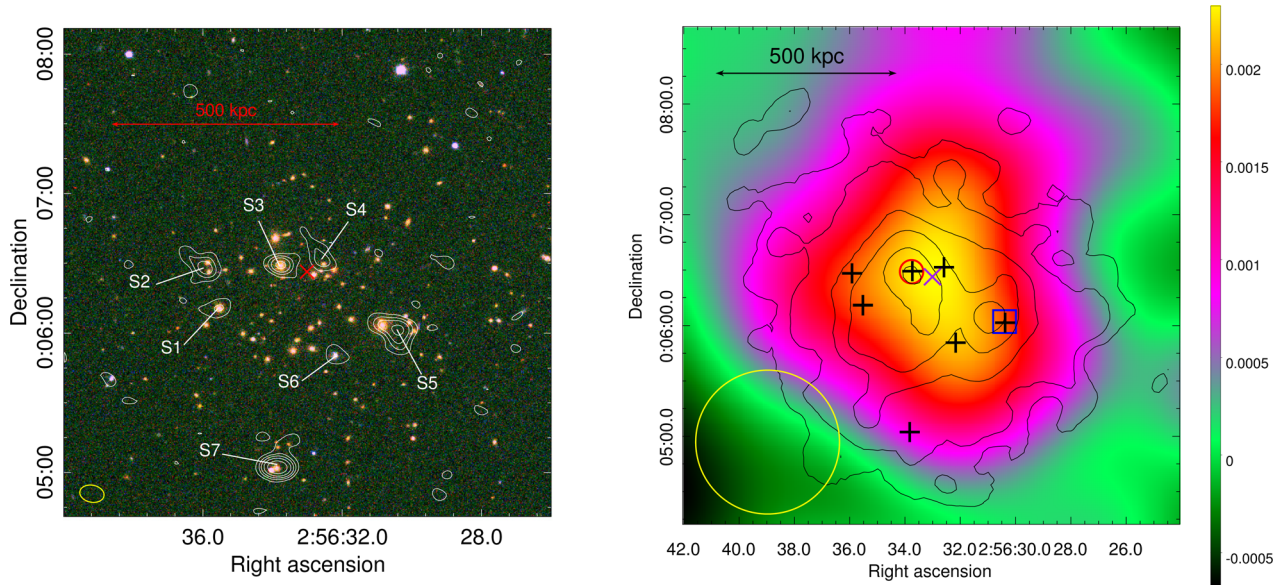 08:00
07:00
0:06:00
05:00
Declination
500 kpc
S3
S4
S2
S1
S6
S5
S7
36.0
2:56:32.0
28.0
Right ascension
500 kpc
08:00.0
07:00.0
0:06:00.0
05:00.0
Declination
42.0
40.0
38.0
36.0
34.0
32.0
2:56:30.0
28.0
26.0
Right ascension
0.002
0.0015
0.001
0.0005
0
-0.0005